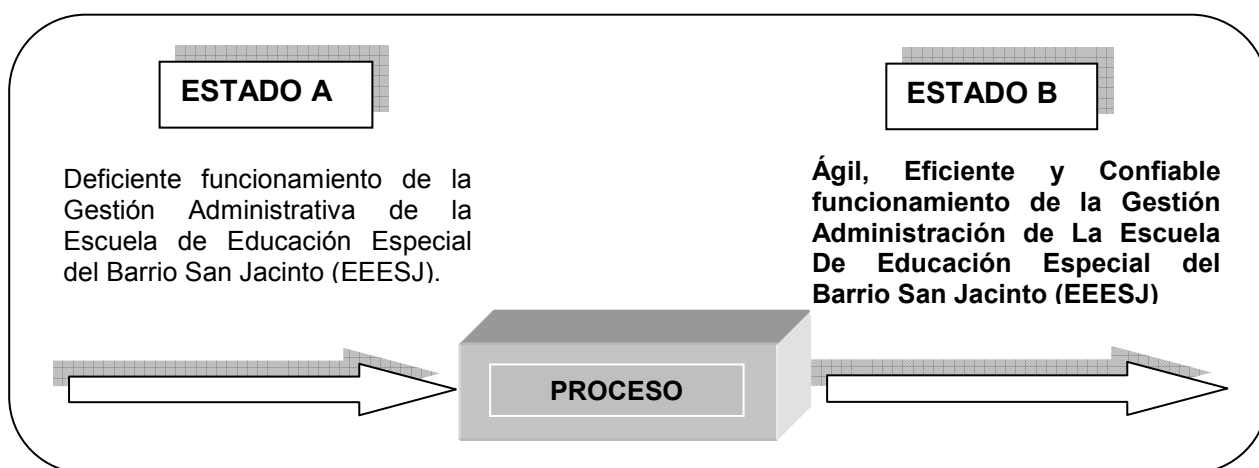 ESTADO A
Deficiente funcionamiento de la
Gestión Administrativa de la
Escuela de Educación Especial
del Barrio San Jacinto (EEESJ).
ESTADO B
Ágil, Eficiente y Confiable
funcionamiento de la Gestión
Administración de La Escuela
De Educación Especial del
Barrio San Jacinto (EEESJ)
PROCESO